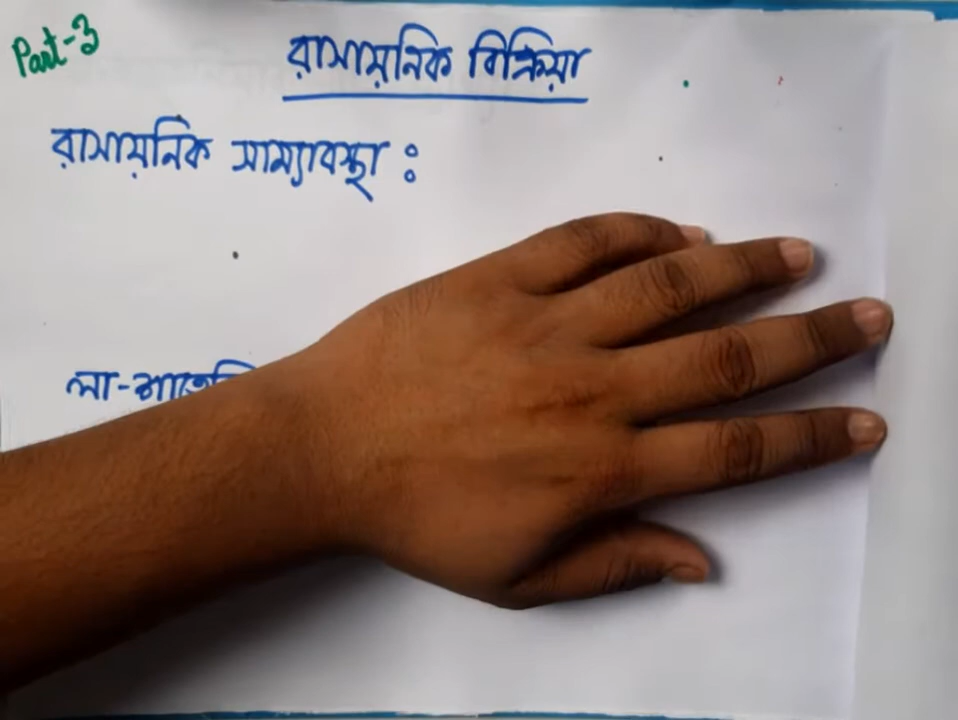 Part-3
রাসায়নিক বিক্রিয়া
রাসায়নিক সাম্যাবস্থা :
লা-শাতেলি